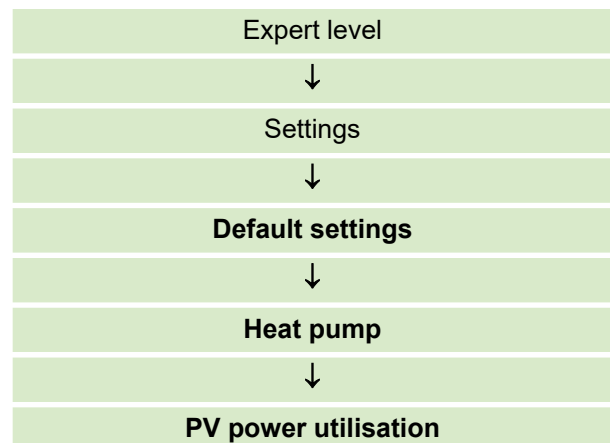 Expert level
↓
Settings
↓
Default settings
↓
Heat pump
↓
PV power utilisation